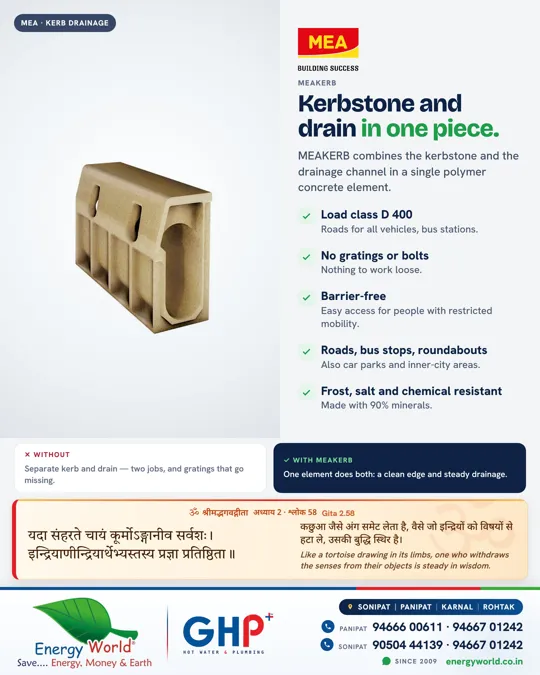 MEA · KERB DRAINAGE
MEA
BUILDING SUCCESS
MEAKERB
Kerbstone and
drain in one piece.
MEAKERB combines the kerbstone and the
drainage channel in a single polymer
concrete element.
✓ Load class D 400
Roads for all vehicles, bus stations.
✓ No gratings or bolts
Nothing to work loose.
✓ Barrier-free
Easy access for people with restricted
mobility.
✓ Roads, bus stops, roundabouts
Also car parks and inner-city areas.
✓ Frost, salt and chemical resistant
Made with 90% minerals.
✕ WITHOUT
Separate kerb and drain — two jobs, and gratings that go
missing.
✓ WITH MEAKERB
One element does both: a clean edge and steady drainage.
ॐ श्रीमद्भगवद्गीता अध्याय 2 · श्लोक 58 Gita 2.58
यदा संहरते चायं कूर्मोऽङ्गानीव सर्वशः।
इन्द्रियाणीन्द्रियार्थेभ्यस्तस्य प्रज्ञा प्रतिष्ठिता॥
कछुआ जैसे अंग समेट लेता है, वैसे जो इन्द्रियों को विषयों से
हटा ले, उसकी बुद्धि स्थिर है।
Like a tortoise drawing in its limbs, one who withdraws
the senses from their objects is steady in wisdom.
Energy World®
Save.... Energy, Money & Earth
GHP+
HOT WATER & PLUMBING
SONIPAT | PANIPAT | KARNAL | ROHTAK
PANIPAT 94666 00611 · 94667 01242
SONIPAT 90504 44139 · 94667 01242
SINCE 2009 energyworld.co.in